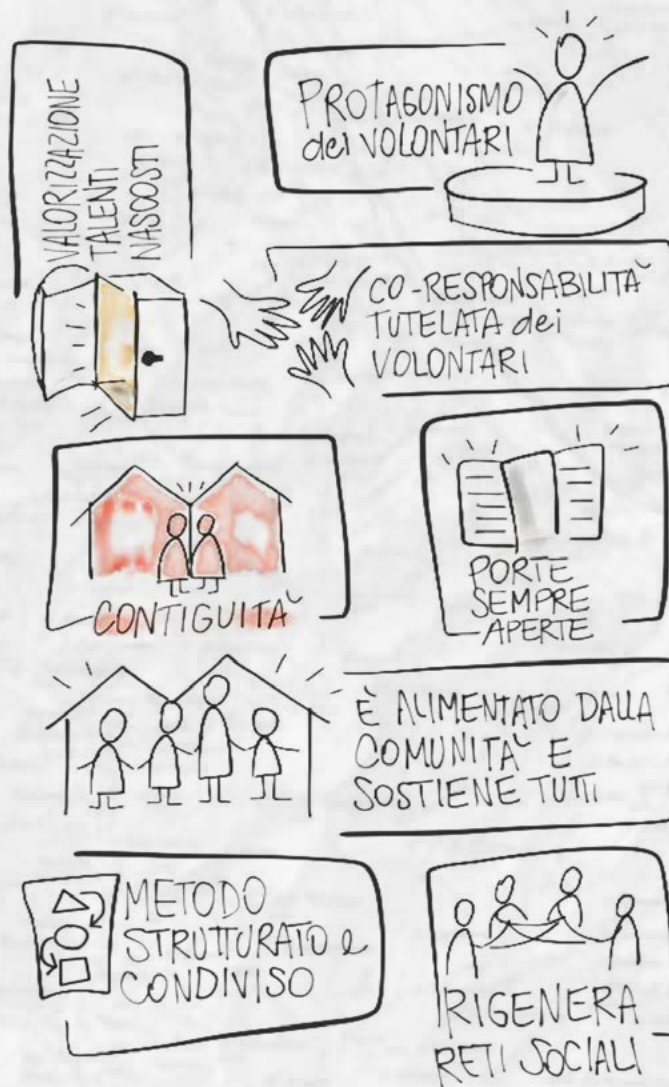 VALORIZZAZIONE
TALENTI
NASCOSTI
PROTAGONISMO
dei VOLONTARI
CO-RESPONSABILITÀ
TUTELATA dei
VOLONTARI
CONTIGUITÀ
PORTE
SEMPRE
APERTE
È ALIMENTATO DALLA
COMUNITÀ E
SOSTIENE TUTTI
METODO
STRUTTURATO e
CONDIVISO
RIGENERA
RETI SOCIALI